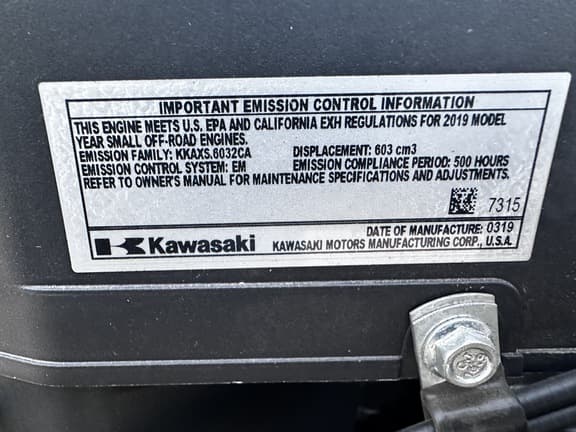 IMPORTANT EMISSION CONTROL INFORMATION
THIS ENGINE MEETS U.S. EPA AND CALIFORNIA EXH REGULATIONS FOR 2019 MODEL
YEAR SMALL OFF-ROAD ENGINES.
EMISSION FAMILY: KKAXS.6032CA DISPLACEMENT: 603 cm3
EMISSION CONTROL SYSTEM: EM EMISSION COMPLIANCE PERIOD: 500 HOURS
REFER TO OWNER'S MANUAL FOR MAINTENANCE SPECIFICATIONS AND ADJUSTMENTS.
7315
DATE OF MANUFACTURE: 0319
Kawasaki KAWASAKI MOTORS MANUFACTURING CORP., U.S.A.